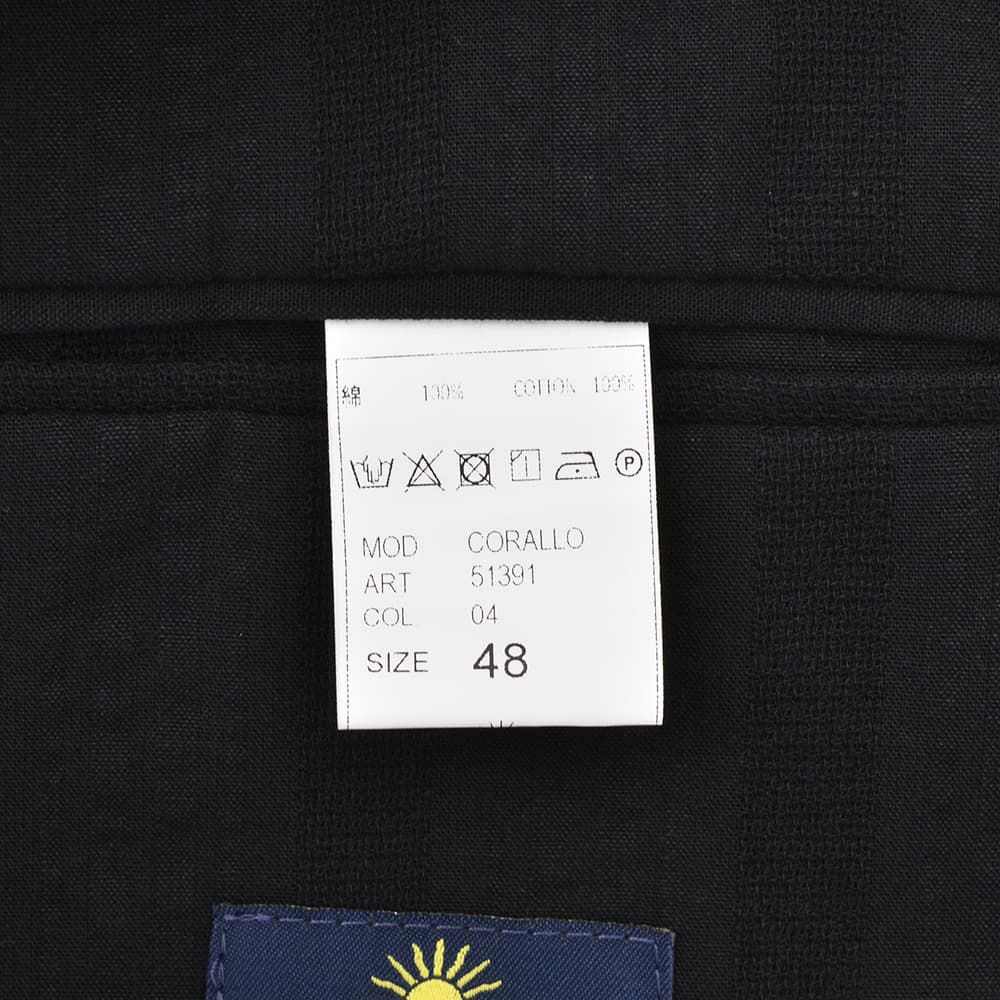 綿 100% COTTON 100%
P
MOD CORALLO
ART 51391
COL 04
SIZE 48